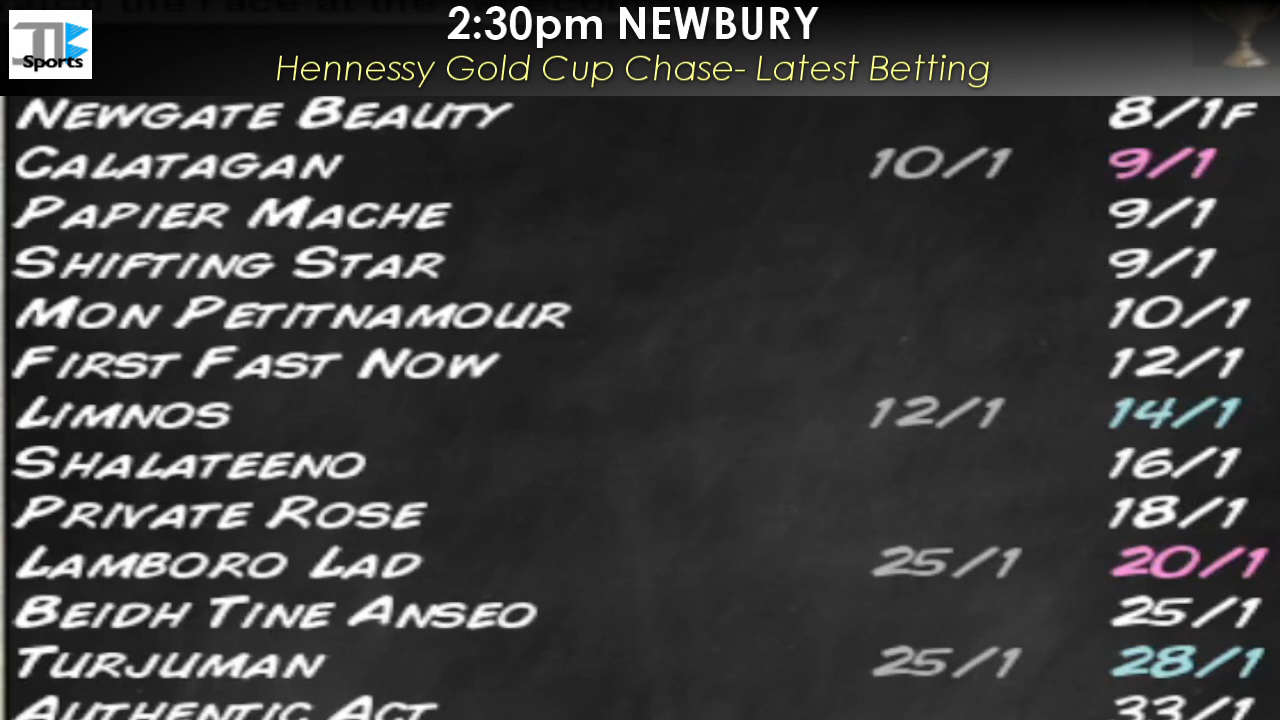 2:30pm NEWBURY
Hennessy Gold Cup Chase- Latest Betting
TK Sports
NEWGATE BEAUTY 8/1F
CALATAGAN 10/1 9/1
PAPIER MACHE 9/1
SHIFTING STAR 9/1
MON PETITNAMOUR 10/1
FIRST FAST NOW 12/1
LIMNOS 12/1 14/1
SHALATEENO 16/1
PRIVATE ROSE 18/1
LAMBORO LAD 25/1 20/1
BEIDH TINE ANSEO 25/1
TURJUMAN 25/1 28/1
AUTHENTIC ACT 33/1